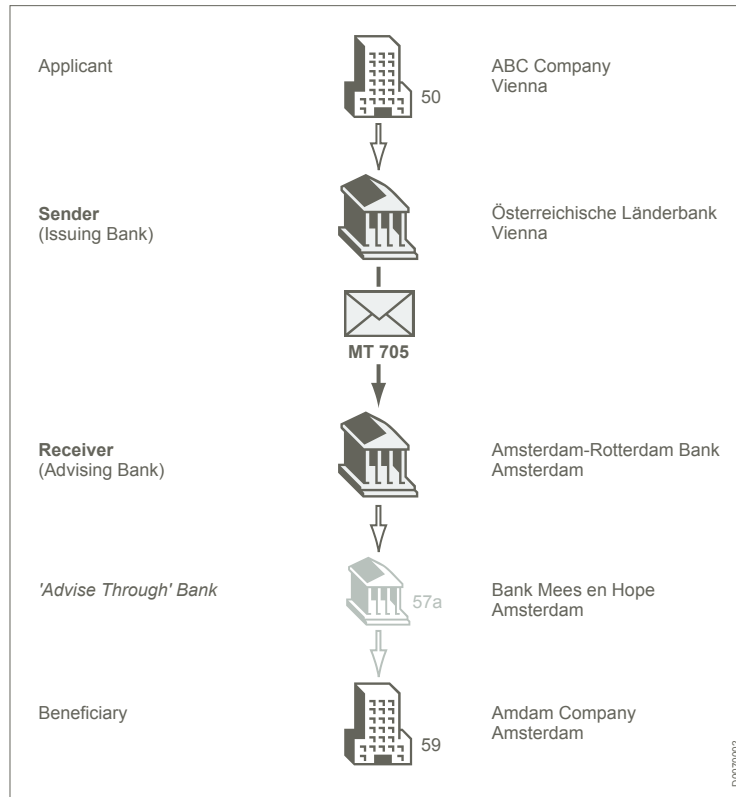 Applicant
50
ABC Company
Vienna
Sender
(Issuing Bank)
Österreichische Länderbank
Vienna
MT 705
Receiver
(Advising Bank)
Amsterdam-Rotterdam Bank
Amsterdam
'Advise Through' Bank
57a
Bank Mees en Hope
Amsterdam
Beneficiary
59
Amdam Company
Amsterdam